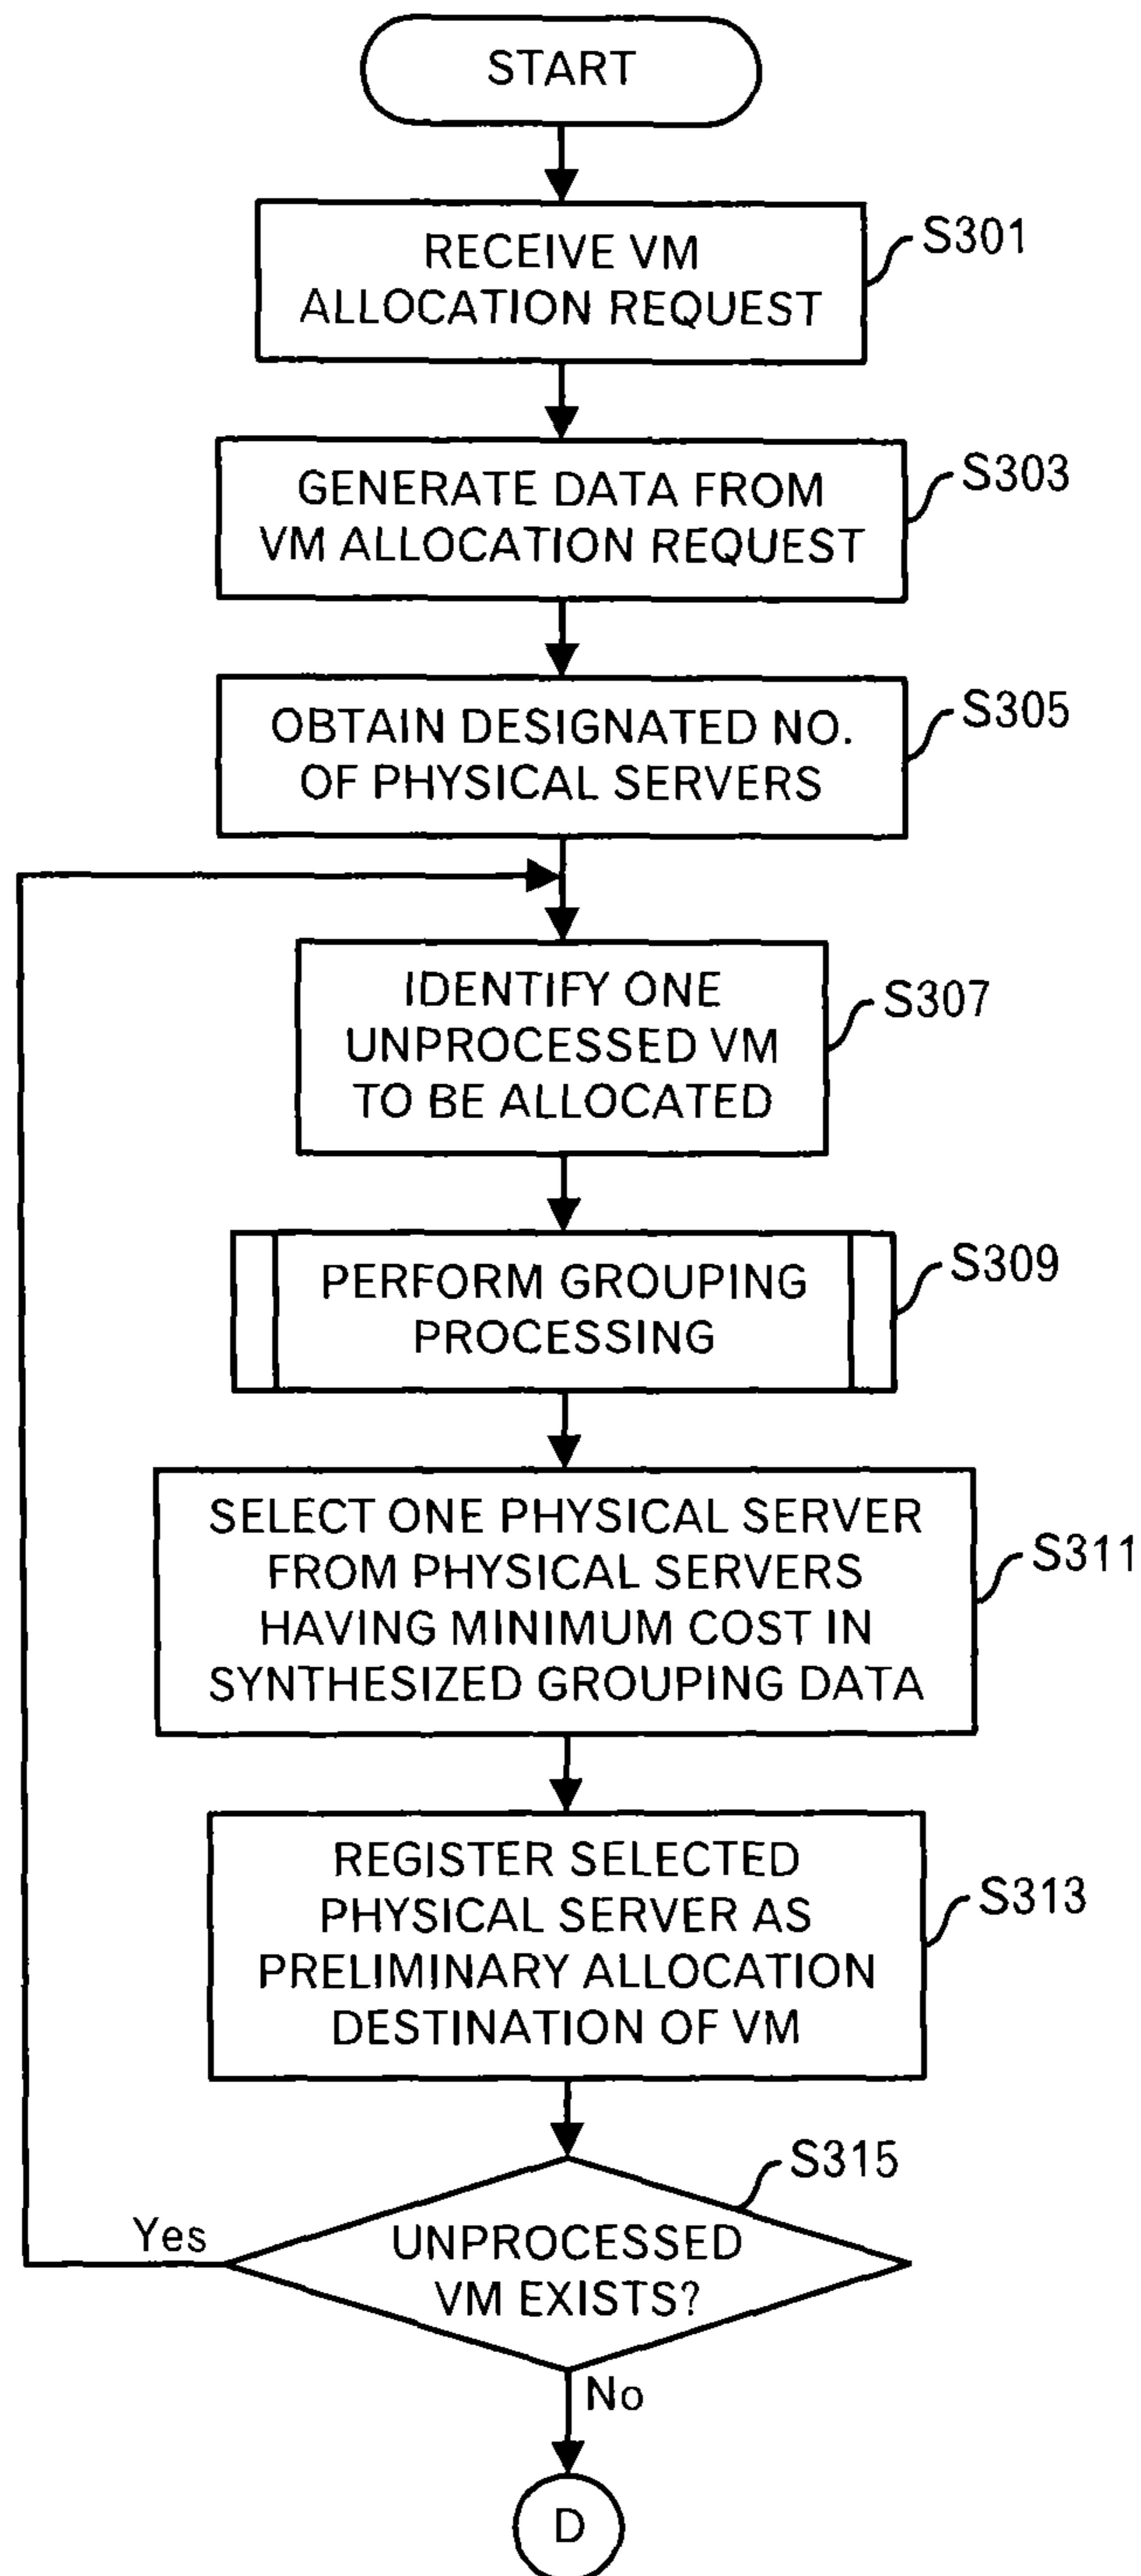 START
RECEIVE VM
ALLOCATION REQUEST
S301
GENERATE DATA FROM
VM ALLOCATION REQUEST
S303
OBTAIN DESIGNATED NO.
OF PHYSICAL SERVERS
S305
IDENTIFY ONE
UNPROCESSED VM
TO BE ALLOCATED
S307
PERFORM GROUPING
PROCESSING
S309
SELECT ONE PHYSICAL SERVER
FROM PHYSICAL SERVERS
HAVING MINIMUM COST IN
SYNTHESIZED GROUPING DATA
S311
REGISTER SELECTED
PHYSICAL SERVER AS
PRELIMINARY ALLOCATION
DESTINATION OF VM
S313
UNPROCESSED
VM EXISTS?
S315
Yes
No
D